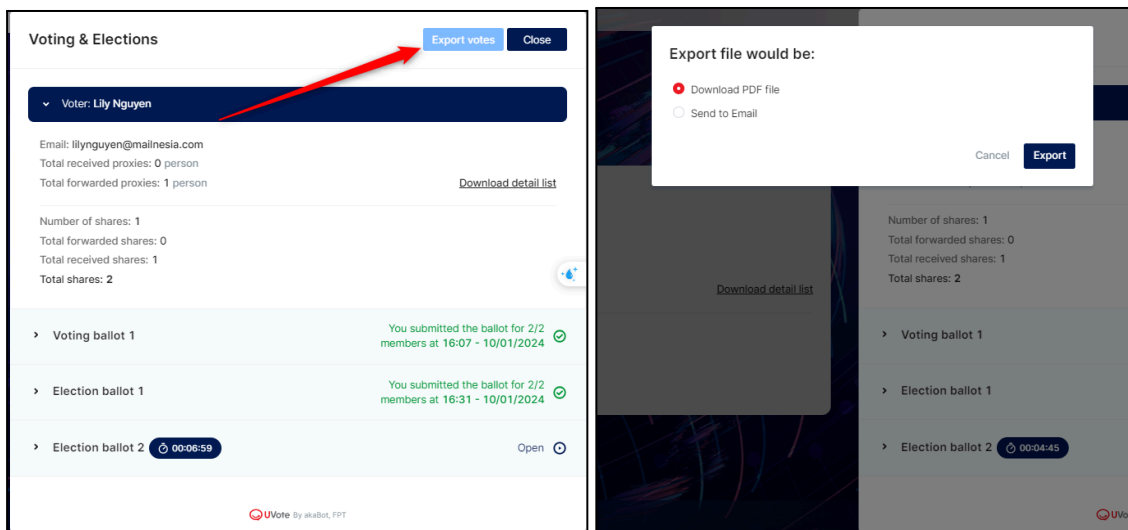 Voting & Elections
Export votes
Close
Voter: Lily Nguyen
Email: lilynguyen@mailnesia.com
Total received proxies: 0 person
Total forwarded proxies: 1 person
Download detail list
Number of shares: 1
Total forwarded shares: 0
Total received shares: 1
Total shares: 2
Voting ballot 1
You submitted the ballot for 2/2
members at 16:07 - 10/01/2024
Election ballot 1
You submitted the ballot for 2/2
members at 16:31 - 10/01/2024
Election ballot 2
00:06:59
Open
UVote By akaBot, FPT
Export file would be:
Download PDF file
Send to Email
Cancel
Export
Download detail list
Number of shares: 1
Total forwarded shares: 0
Total received shares: 1
Total shares: 2
Voting ballot 1
Election ballot 1
Election ballot 2
00:04:45